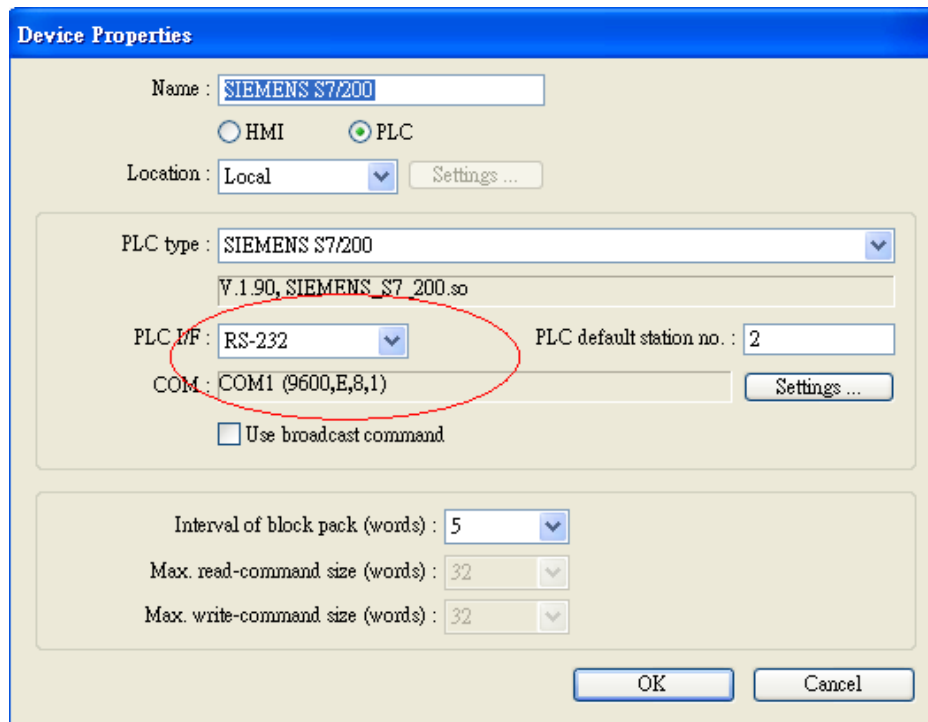 Device Properties
Name : SIEMENS S7/200
HMI PLC
Location : Local Settings ...
PLC type : SIEMENS S7/200
V.1.90, SIEMENS_S7_200.so
PLC I/F : RS-232 PLC default station no. : 2
COM : COM1 (9600,E,8,1) Settings ...
Use broadcast command
Interval of block pack (words) : 5
Max. read-command size (words) : 32
Max. write-command size (words) : 32
OK Cancel